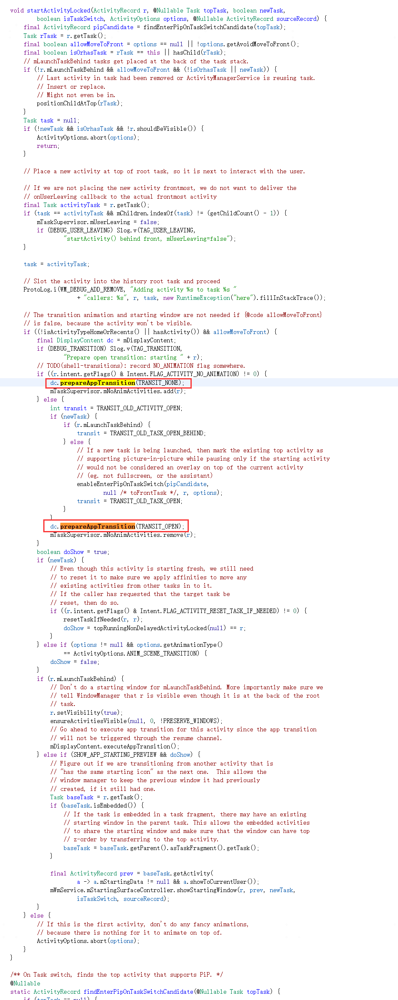 void startActivityLocked(ActivityRecord r, @Nullable Task topTask, boolean newTask,
        boolean isTaskSwitch, ActivityOptions options, @Nullable ActivityRecord sourceRecord) {
    final ActivityRecord pipCandidate = findEnterPipOnTaskSwitchCandidate(topTask);
    Task rTask = r.getTask();
    final boolean allowMoveToFront = options == null || !options.getAvoidMoveToFront();
    final boolean isOrhasTask = rTask == this || hasChild(rTask);
    // mLaunchTaskBehind tasks get placed at the back of the task stack.
    if (!r.mLaunchTaskBehind && allowMoveToFront && (!isOrhasTask || newTask)) {
        // Last activity in task had been removed or ActivityManagerService is reusing task.
        // Insert or replace.
        // Might not even be in.
        positionChildAtTop(rTask);
    }
    Task task = null;
    if (!newTask && isOrhasTask && !r.shouldBeVisible()) {
        ActivityOptions.abort(options);
        return;
    }

    // Place a new activity at top of root task, so it is next to interact with the user.

    // If we are not placing the new activity frontmost, we do not want to deliver the
    // onUserLeaving callback to the actual frontmost activity
    final Task activityTask = r.getTask();
    if (task == activityTask && mChildren.indexOf(task) != (getChildCount() - 1)) {
        mTaskSupervisor.mUserLeaving = false;
        if (DEBUG_USER_LEAVING) Slog.v(TAG_USER_LEAVING,
                "startActivity() behind front, mUserLeaving=false");
    }

    task = activityTask;

    // Slot the activity into the history root task and proceed
    ProtoLog.i(WM_DEBUG_ADD_REMOVE, "Adding activity %s to task %s "
                    + "callers: %s", r, task, new RuntimeException("here").fillInStackTrace());

    // The transition animation and starting window are not needed if {@code allowMoveToFront}
    // is false, because the activity won't be visible.
    if ((!isActivityTypeHomeOrRecents() || hasActivity()) && allowMoveToFront) {
        final DisplayContent dc = mDisplayContent;
        if (DEBUG_TRANSITION) Slog.v(TAG_TRANSITION,
                "Prepare open transition: starting " + r);
        // TODO(shell-transitions): record NO_ANIMATION flag somewhere.
        if ((r.intent.getFlags() & Intent.FLAG_ACTIVITY_NO_ANIMATION) != 0) {
            dc.prepareAppTransition(TRANSIT_NONE);
            mTaskSupervisor.mNoAnimActivities.add(r);
        } else {
            int transit = TRANSIT_OLD_ACTIVITY_OPEN;
            if (newTask) {
                if (r.mLaunchTaskBehind) {
                    transit = TRANSIT_OLD_TASK_OPEN_BEHIND;
                } else {
                    // If a new task is being launched, then mark the existing top activity as
                    // supporting picture-in-picture while pausing only if the starting activity
                    // would not be considered an overlay on top of the current activity
                    // (eg. not fullscreen, or the assistant)
                    enableEnterPipOnTaskSwitch(pipCandidate,
                            null /* toFrontTask */, r, options);
                    transit = TRANSIT_OLD_TASK_OPEN;
                }
            }
            dc.prepareAppTransition(TRANSIT_OPEN);
            mTaskSupervisor.mNoAnimActivities.remove(r);
        }
        boolean doShow = true;
        if (newTask) {
            // Even though this activity is starting fresh, we still need
            // to reset it to make sure we apply affinities to move any
            // existing activities from other tasks in to it.
            // If the caller has requested that the target task be
            // reset, then do so.
            if ((r.intent.getFlags() & Intent.FLAG_ACTIVITY_RESET_TASK_IF_NEEDED) != 0) {
                resetTaskIfNeeded(r, r);
                doShow = topRunningNonDelayedActivityLocked(null) == r;
            }
        } else if (options != null && options.getAnimationType()
                == ActivityOptions.ANIM_SCENE_TRANSITION) {
            doShow = false;
        }
        if (r.mLaunchTaskBehind) {
            // Don't do a starting window for mLaunchTaskBehind. More importantly make sure we
            // tell WindowManager that r is visible even though it is at the back of the root
            // task.
            r.setVisibility(true);
            ensureActivitiesVisible(null, 0, !PRESERVE_WINDOWS);
            // Go ahead to execute app transition for this activity since the app transition
            // will not be triggered through the resume channel.
            mDisplayContent.executeAppTransition();
        } else if (SHOW_APP_STARTING_PREVIEW && doShow) {
            // Figure out if we are transitioning from another activity that is
            // "has the same starting icon" as the next one.  This allows the
            // window manager to keep the previous window it had previously
            // created, if it still had one.
            Task baseTask = r.getTask();
            if (baseTask.isEmbedded()) {
                // If the task is embedded in a task fragment, there may have an existing
                // starting window in the parent task. This allows the embedded activities
                // to share the starting window and make sure that the window can have top
                // z-order by transferring to the top activity.
                baseTask = baseTask.getParent().asTaskFragment().getTask();
            }

            final ActivityRecord prev = baseTask.getActivity(
                    a -> a.mStartingData != null && a.showToCurrentUser());
            mWmService.mStartingSurfaceController.showStartingWindow(r, prev, newTask,
                    isTaskSwitch, sourceRecord);
        }
    } else {
        // If this is the first activity, don't do any fancy animations,
        // because there is nothing for it to animate on top of.
        ActivityOptions.abort(options);
    }
}

/** On Task switch, finds the top activity that supports PiP. */
@Nullable
static ActivityRecord findEnterPipOnTaskSwitchCandidate(@Nullable Task topTask) {
    if (topTask == null) {